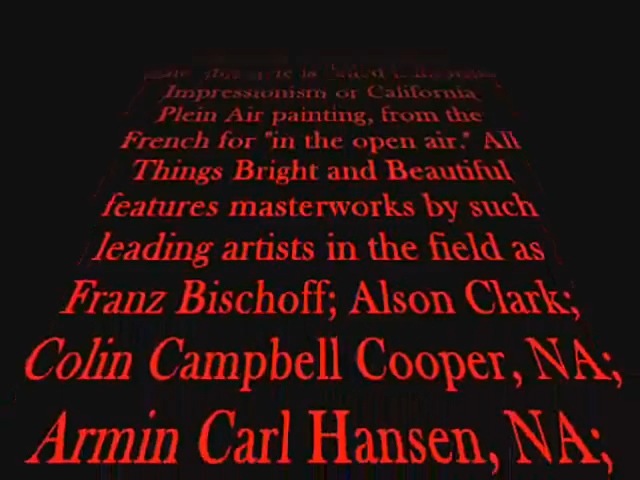 Impressionism or California
Plein Air painting, from the
French for "in the open air." All
Things Bright and Beautiful
features masterworks by such
leading artists in the field as
Franz Bischoff; Alson Clark;
Colin Campbell Cooper, NA;
Armin Carl Hansen, NA;